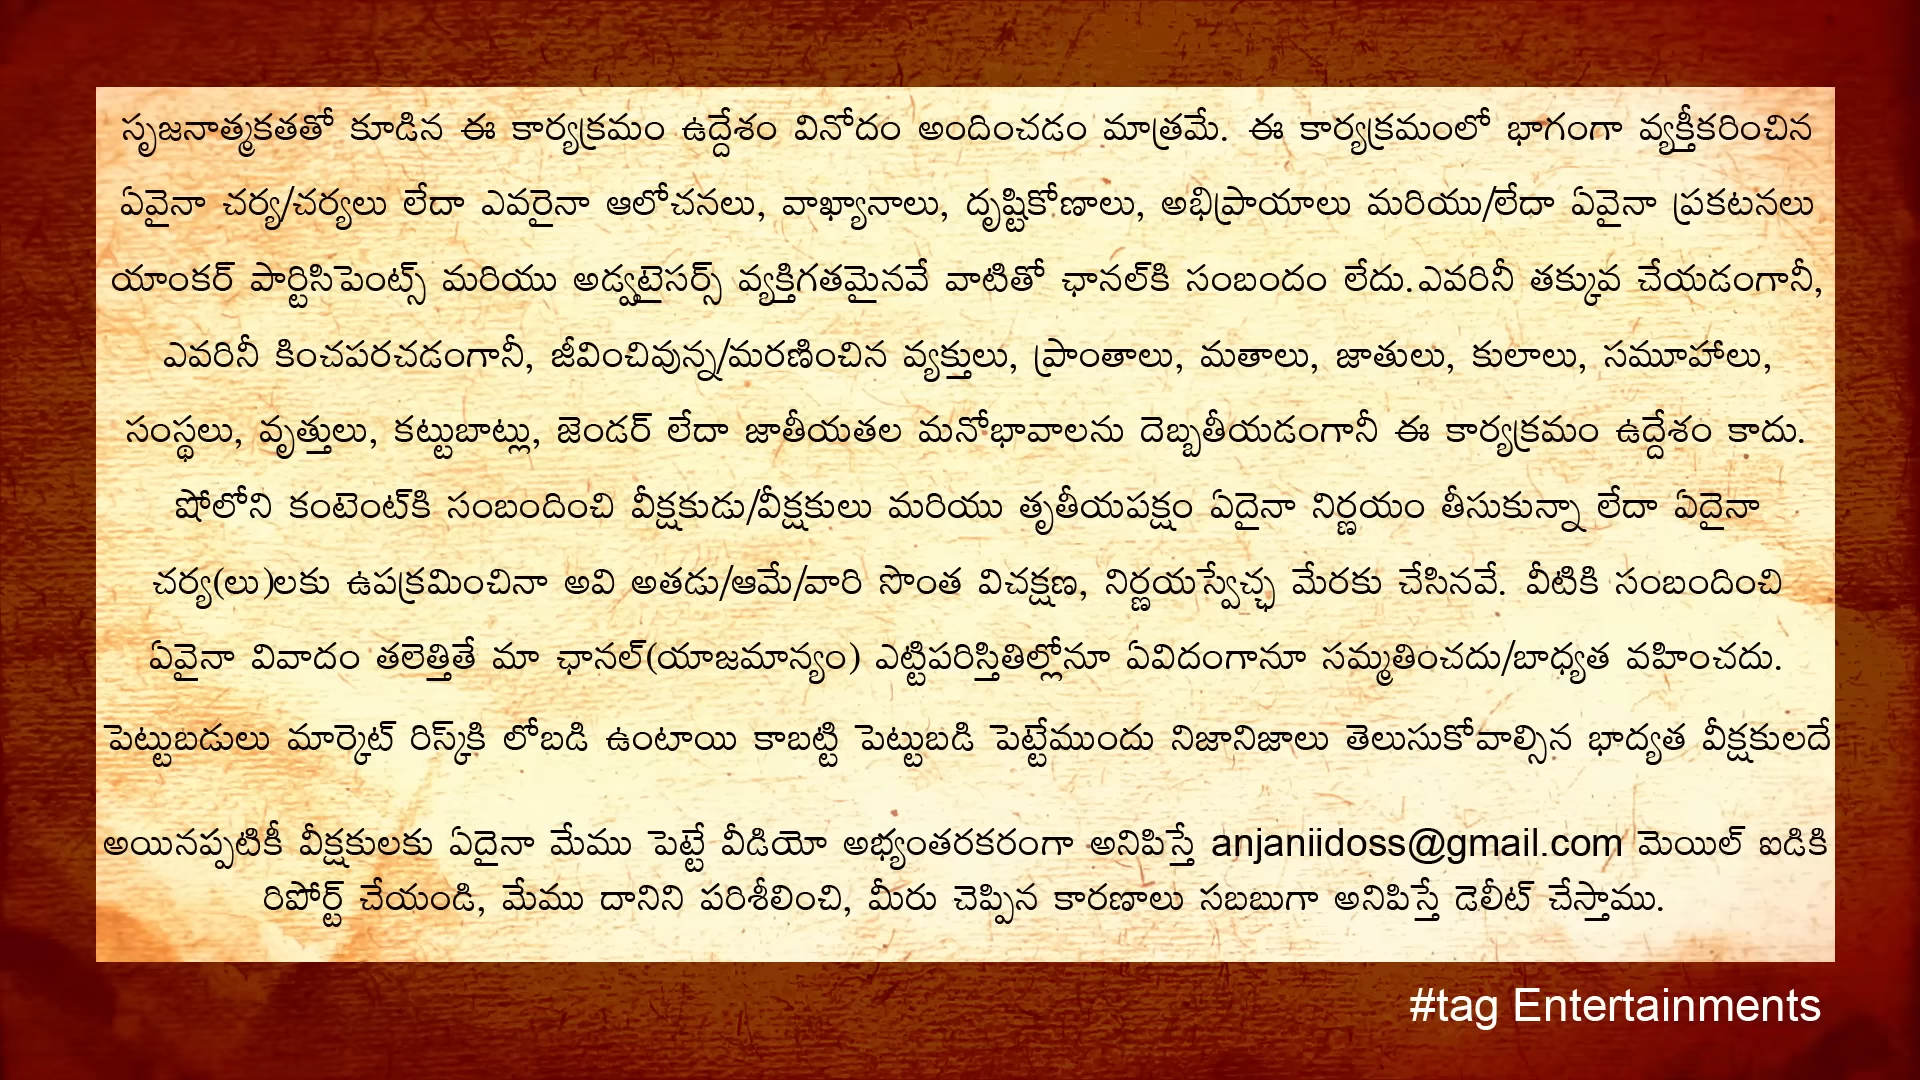 సృజనాత్మకతతో కూడిన ఈ కార్యక్రమం ఉద్దేశం వినోదం అందించడం మాత్రమే. ఈ కార్యక్రమంలో భాగంగా వ్యక్తీకరించిన
ఏవైనా చర్య/చర్యలు లేదా ఎవరైనా ఆలోచనలు, వాఖ్యానాలు, దృష్టికోణాలు, అభిప్రాయాలు మరియు/లేదా ఏవైనా ప్రకటనలు
యాంకర్ పార్టిసిపెంట్స్ మరియు అడ్వటైసర్స్ వ్యక్తిగతమైనవే వాటితో ఛానల్‌కి సంబందం లేదు.ఎవరినీ తక్కువ చేయడంగానీ,
ఎవరినీ కించపరచడంగానీ, జీవించివున్న/మరణించిన వ్యక్తులు, ప్రాంతాలు, మతాలు, జాతులు, కులాలు, సమూహాలు,
సంస్థలు, వృత్తులు, కట్టుబాట్లు, జెండర్ లేదా జాతీయతల మనోభావాలను దెబ్బతీయడంగానీ ఈ కార్యక్రమం ఉద్దేశం కాదు.
షోలోని కంటెంట్‌కి సంబందించి వీక్షకుడు/వీక్షకులు మరియు తృతీయపక్షం ఏదైనా నిర్ణయం తీసుకున్నా లేదా ఏదైనా
చర్య(లు)లకు ఉపక్రమించినా అవి అతడు/ఆమే/వారి సొంత విచక్షణ, నిర్ణయస్వేచ్ఛ మేరకు చేసినవే. వీటికి సంబందించి
ఏవైనా వివాదం తలెత్తితే మా ఛానల్(యాజమాన్యం) ఎట్టిపరిస్తితిల్లోనూ ఏవిదంగానూ సమ్మతించదు/బాధ్యత వహించదు.
పెట్టుబడులు మార్కెట్ రిస్క్‌కి లోబడి ఉంటాయి కాబట్టి పెట్టుబడి పెట్టేముందు నిజానిజాలు తెలుసుకోవాల్సిన భాద్యత వీక్షకులదే
అయినప్పటికీ వీక్షకులకు ఏదైనా మేము పెట్టే వీడియో అభ్యంతరకరంగా అనిపిస్తే anjaniidoss@gmail.com మెయిల్ ఐడికి
రిపోర్ట్ చేయండి, మేము దానిని పరిశీలించి, మీరు చెప్పిన కారణాలు సబబుగా అనిపిస్తే డెలీట్ చేస్తాము.
#tag Entertainments